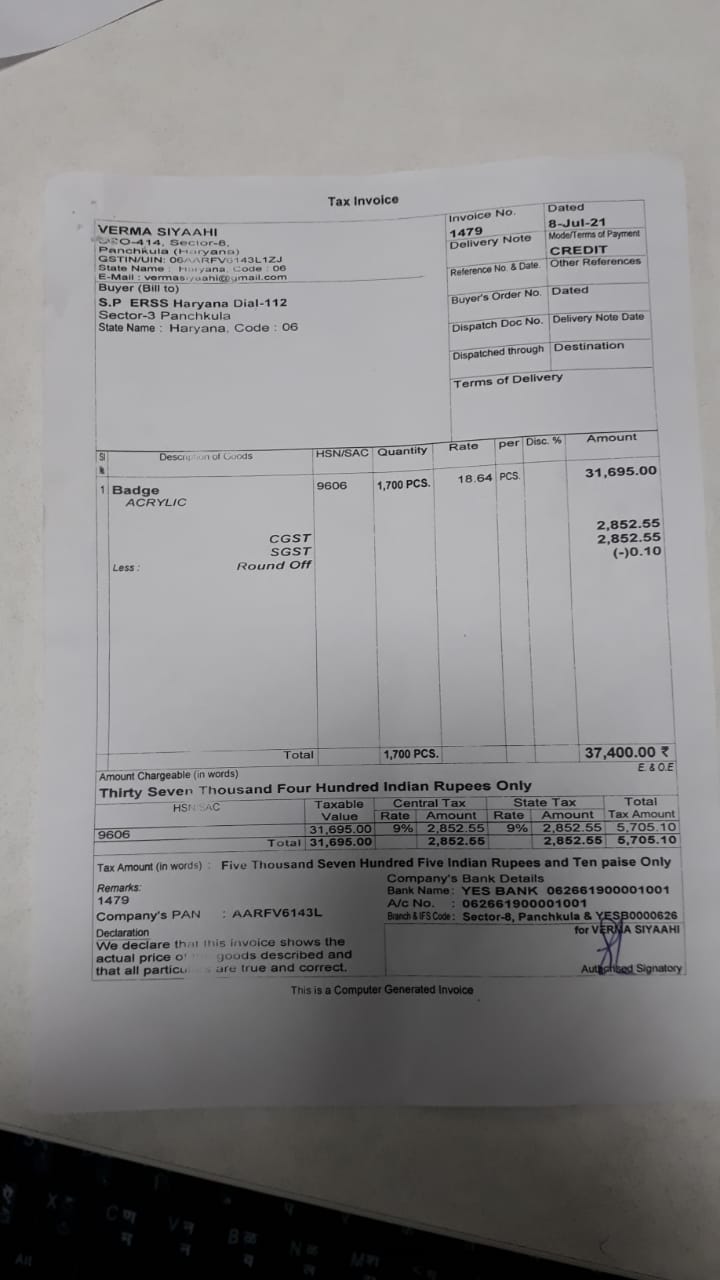 Tax Invoice
VERMA SIYAAHI
-414, Sector-8,
Panchkula (Haryana)
GSTIN/UIN: 06AARFV6143L1ZJ
State Name : Haryana, Code : 06
E-Mail : vermasiyaahi@gmail.com
Buyer (Bill to)
S.P ERSS Haryana Dial-112
Sector-3 Panchkula
State Name : Haryana, Code : 06
Invoice No. Dated
1479 8-Jul-21
Delivery Note Mode/Terms of Payment
CREDIT
Reference No. & Date. Other References
Buyer's Order No. Dated
Dispatch Doc No. Delivery Note Date
Dispatched through Destination
Terms of Delivery
Sl Description of Goods HSN/SAC Quantity Rate per Disc. % Amount
1 Badge 9606 1,700 PCS. 18.64 PCS. 31,695.00
ACRYLIC
CGST 2,852.55
SGST 2,852.55
Less : Round Off (-)0.10
Total 1,700 PCS. 37,400.00 ₹
Amount Chargeable (in words) E. & O.E
Thirty Seven Thousand Four Hundred Indian Rupees Only
HSN/SAC Taxable Central Tax State Tax Total
Value Rate Amount Rate Amount Tax Amount
9606 31,695.00 9% 2,852.55 9% 2,852.55 5,705.10
Total 31,695.00 2,852.55 2,852.55 5,705.10
Tax Amount (in words) : Five Thousand Seven Hundred Five Indian Rupees and Ten paise Only
Company's Bank Details
Bank Name : YES BANK 062661900001001
A/c No. : 062661900001001
Branch & IFS Code : Sector-8, Panchkula & YESB0000626
Remarks:
1479
Company's PAN : AARFV6143L
Declaration
We declare that this invoice shows the
actual price of the goods described and
that all particulars are true and correct.
for VERMA SIYAAHI
Authorised Signatory
This is a Computer Generated Invoice
X
C
V न
B
N
M
Alt